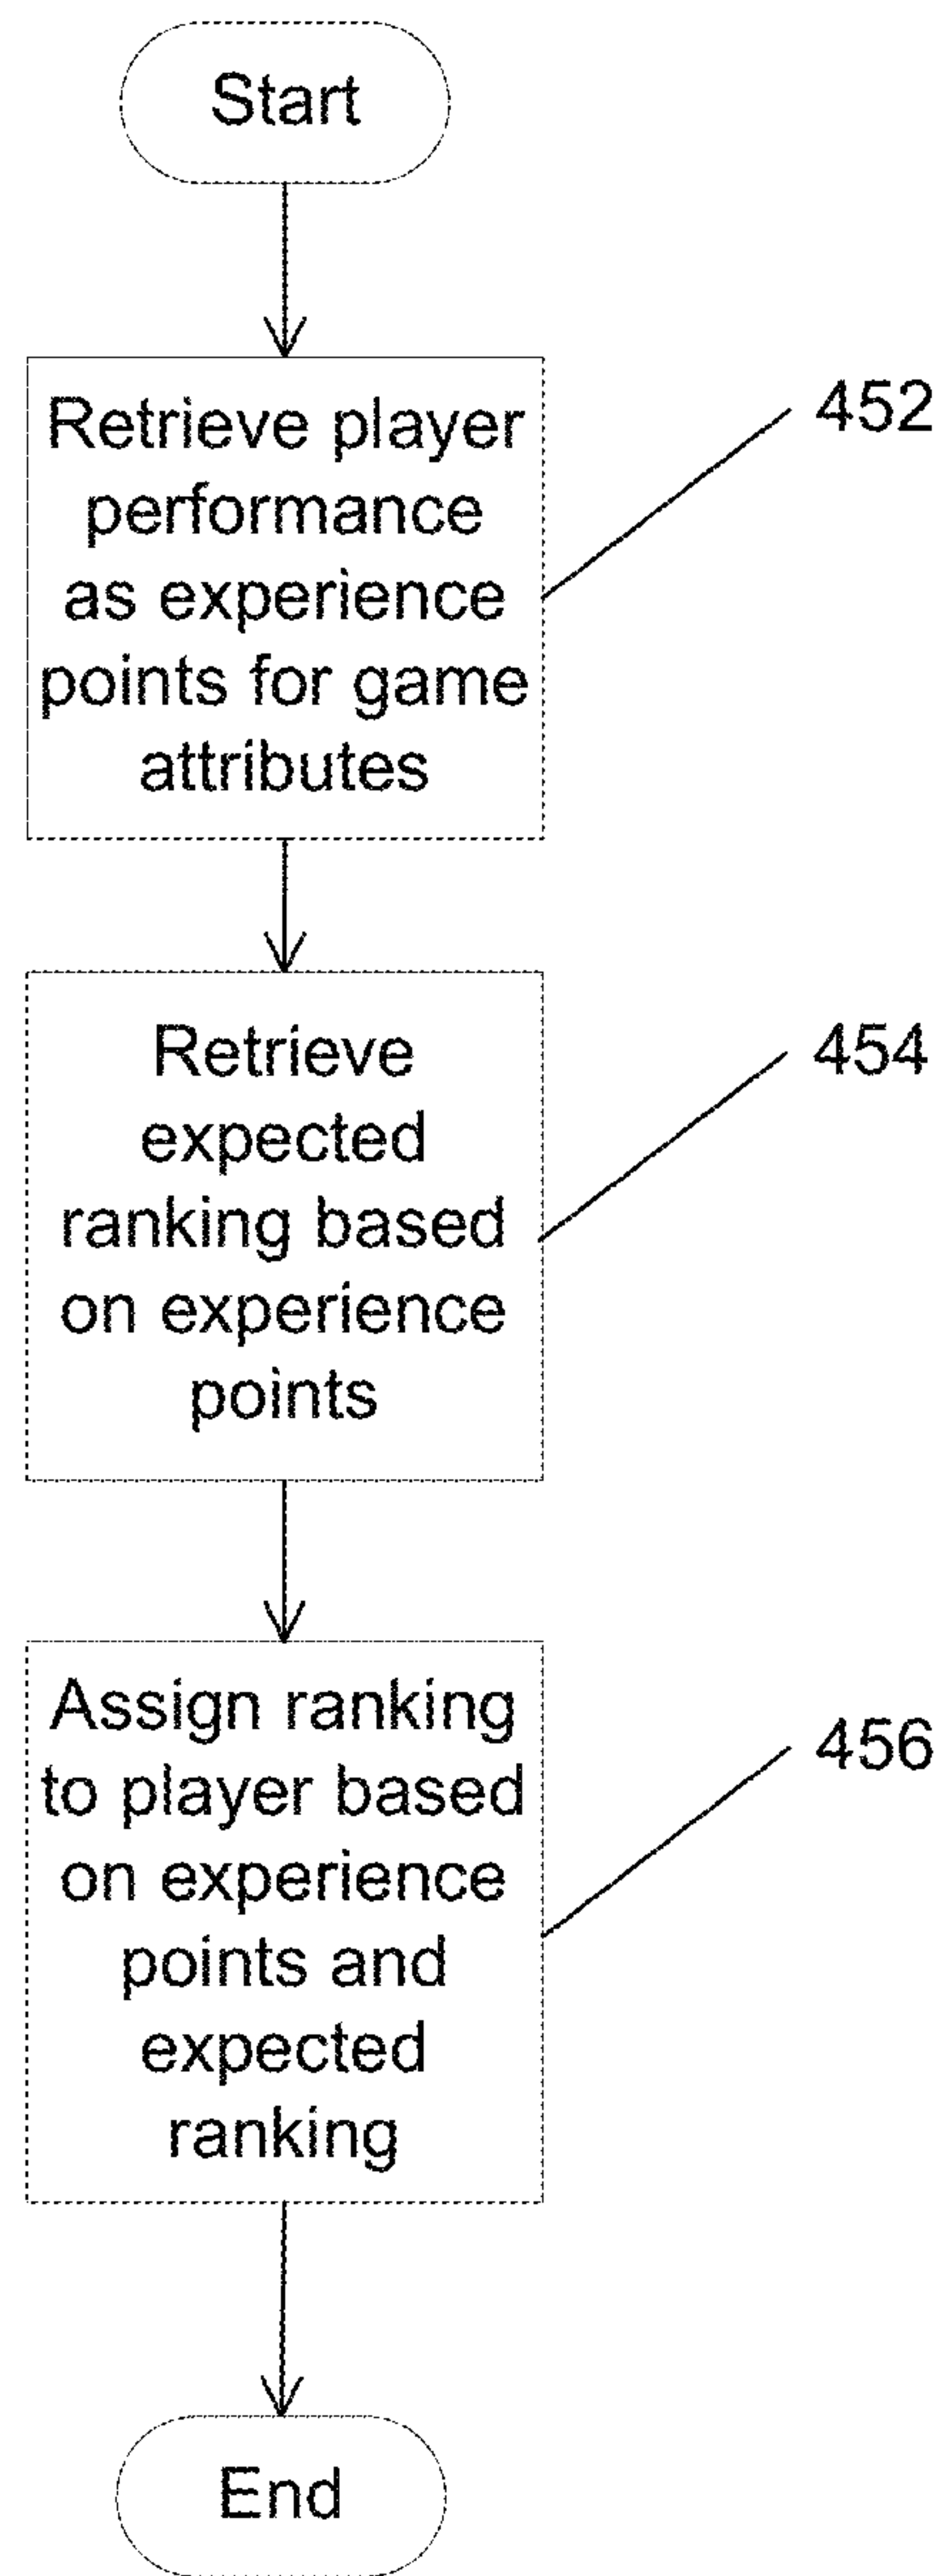 Start
Retrieve player
performance
as experience
points for game
attributes
452
Retrieve
expected
ranking based
on experience
points
454
Assign ranking
to player based
on experience
points and
expected
ranking
456
End